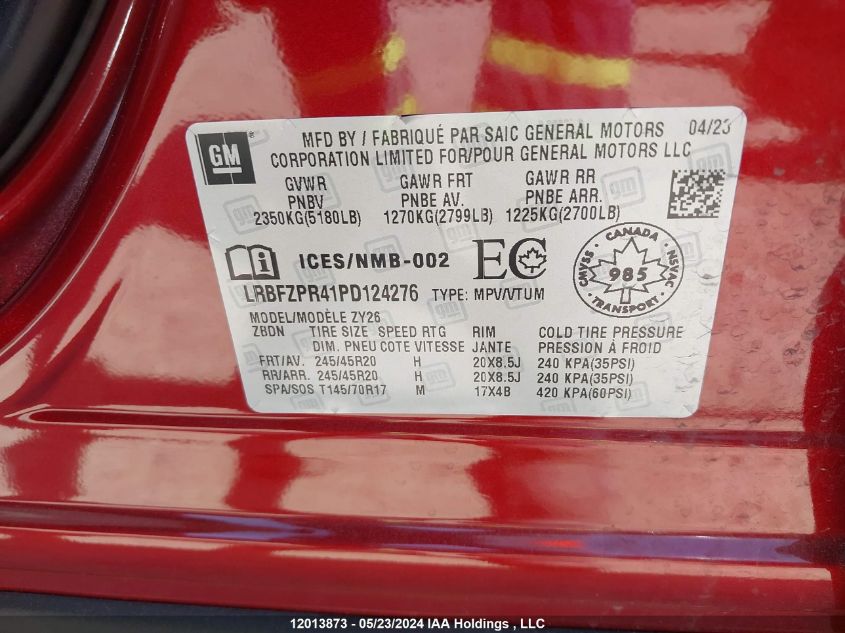 GM
MFD BY / FABRIQUÉ PAR SAIC GENERAL MOTORS 04/23
CORPORATION LIMITED FOR/POUR GENERAL MOTORS LLC
GVWR GAWR FRT GAWR RR
PNBV PNBE AV. PNBE ARR.
2350KG(5180LB) 1270KG(2799LB) 1225KG(2700LB)
ICES/NMB-002 EC
CANADA
CMVSS 985 NSVAC
TRANSPORT
LRBFZPR41PD124276 TYPE: MPV/VTUM
MODEL/MODÈLE ZY26
ZBDN TIRE SIZE SPEED RTG RIM COLD TIRE PRESSURE
DIM. PNEU COTE VITESSE JANTE PRESSION À FROID
FRT/AV. 245/45R20 H 20X8.5J 240 KPA(35PSI)
RR/ARR. 245/45R20 H 20X8.5J 240 KPA(35PSI)
SPA/SOS T145/70R17 M 17X4B 420 KPA(60PSI)
12013873 - 05/23/2024 IAA Holdings , LLC